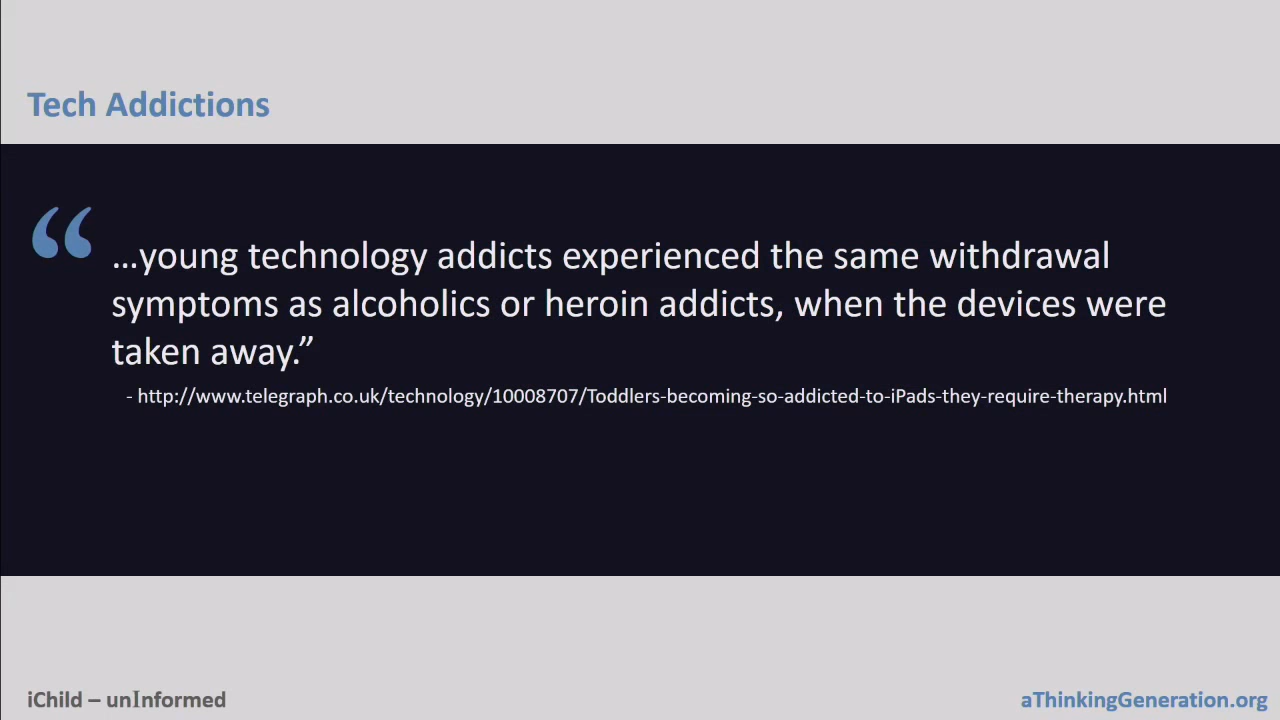 Tech Addictions
“…young technology addicts experienced the same withdrawal
symptoms as alcoholics or heroin addicts, when the devices were
taken away.”
- http://www.telegraph.co.uk/technology/10008707/Toddlers-becoming-so-addicted-to-iPads-they-require-therapy.html
iChild – unInformed
aThinkingGeneration.org